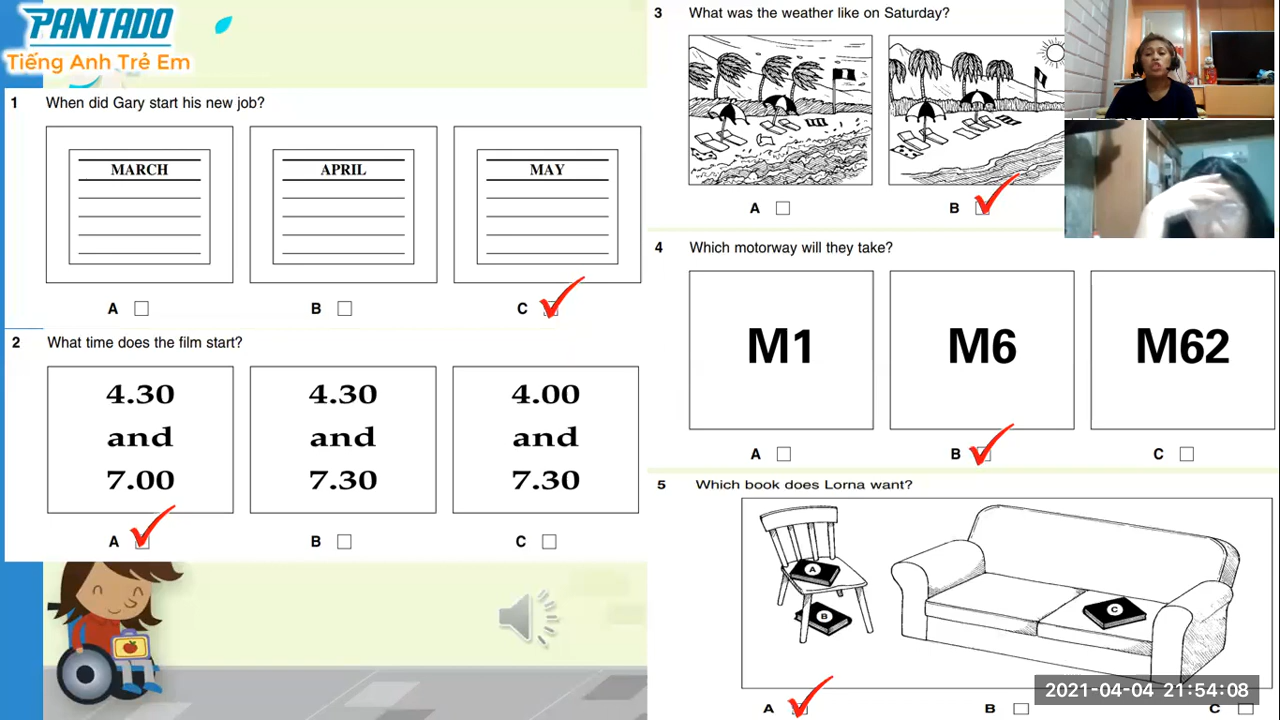 PANTADO
Tiếng Anh Trẻ Em
1 When did Gary start his new job?
MARCH
APRIL
MAY
A
B
C
2 What time does the film start?
4.30
and
7.00
4.30
and
7.30
4.00
and
7.30
A
B
C
3 What was the weather like on Saturday?
A
B
4 Which motorway will they take?
M1
M6
M62
A
B
C
5 Which book does Lorna want?
A
B
C
A
B
C
2021-04-04 21:54:08